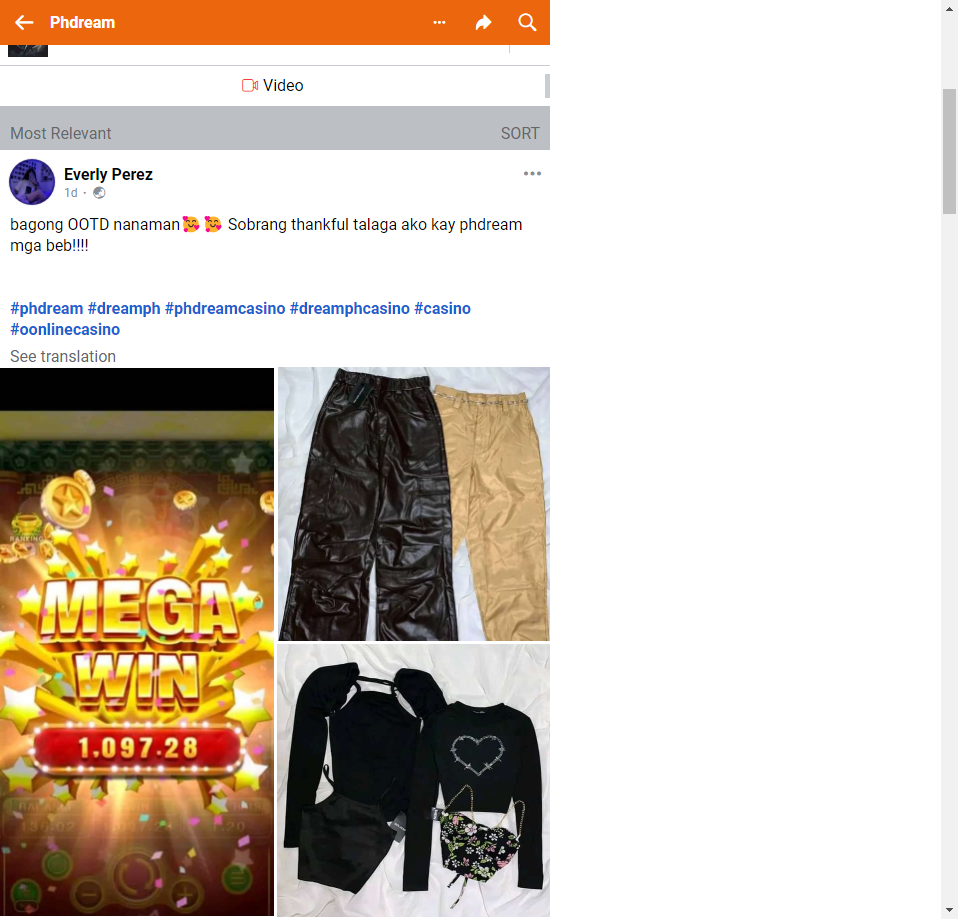 Phdream
Video
Most Relevant
SORT
Everly Perez
1d ·
bagong OOTD nanaman🥰 🥰 Sobrang thankful talaga ako kay phdream
mga beb!!!!
#phdream #dreamph #phdreamcasino #dreamphcasino #casino
#oonlinecasino
See translation
RANKING
MEGA
WIN
1,097.28